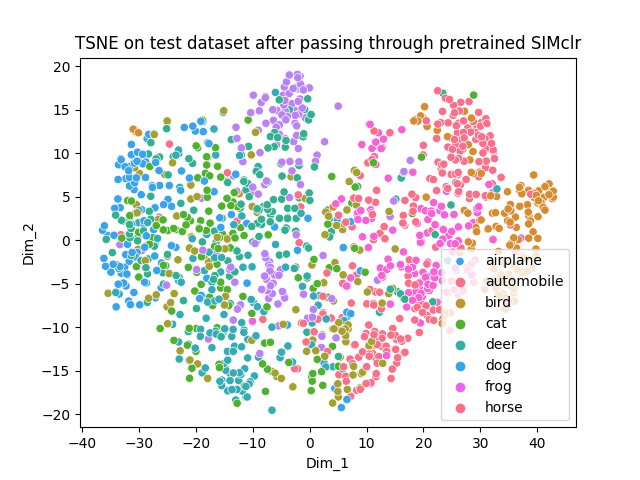 TSNE on test dataset after passing through pretrained SIMclr
20
15
10
5
0
−5
−10
−15
−20
Dim_2
airplane
automobile
bird
cat
deer
dog
frog
horse
−40 −30 −20 −10 0 10 20 30 40
Dim_1